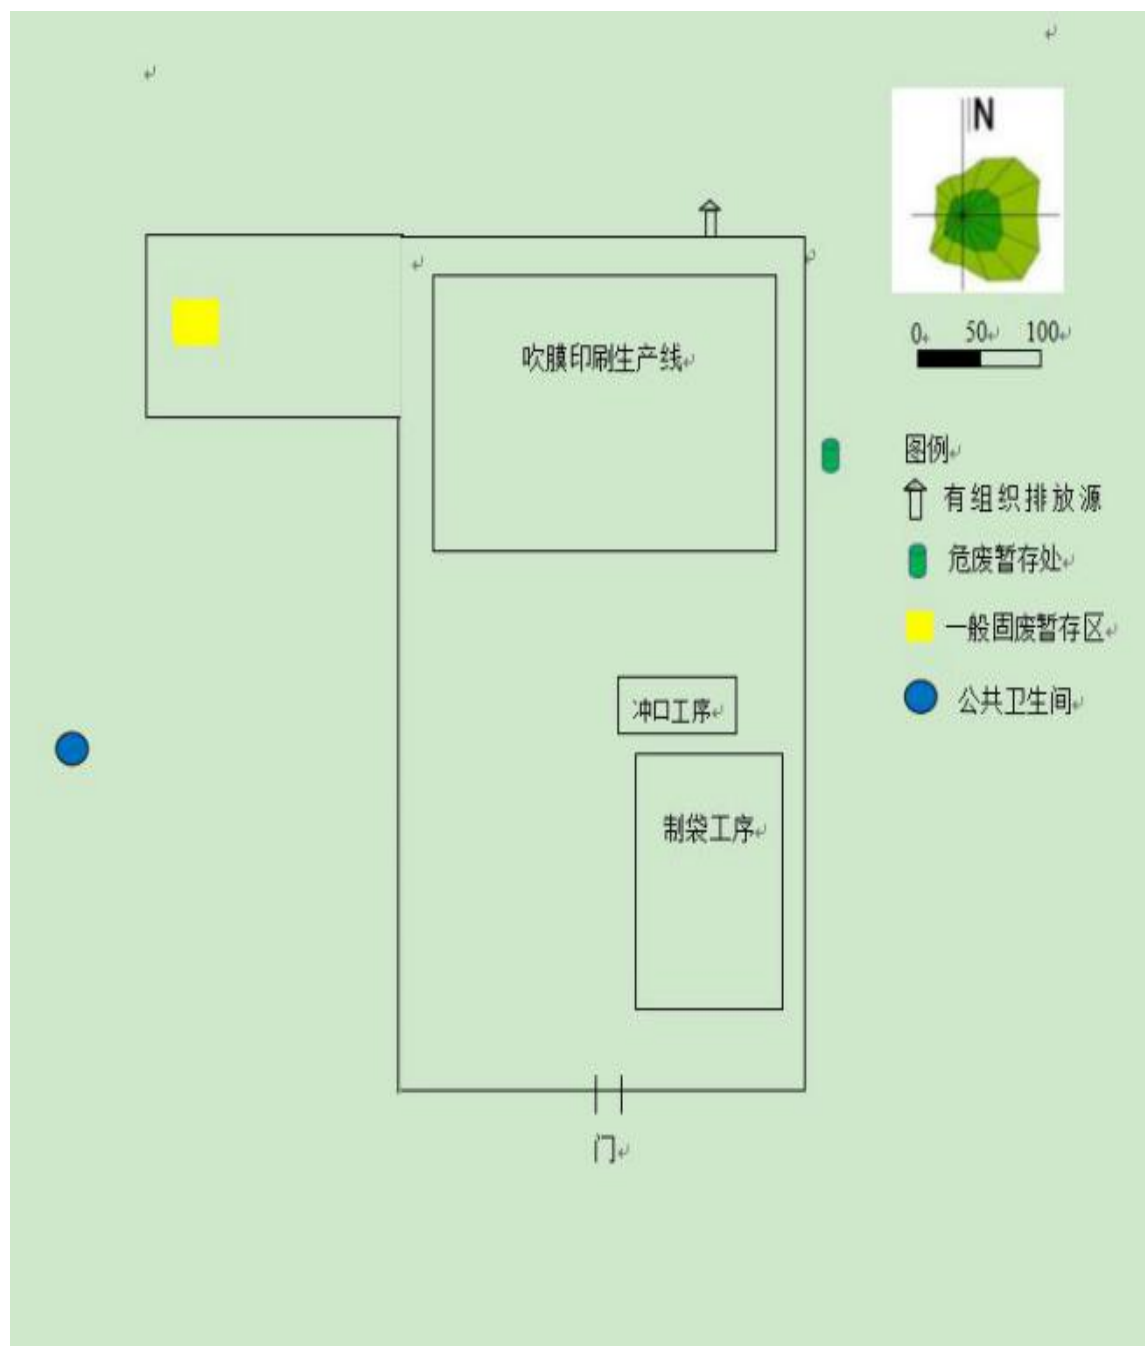 N
0 50 100
吹膜印刷生产线
图例
有组织排放源
危废暂存处
一般固废暂存区
公共卫生间
冲口工序
制袋工序
门